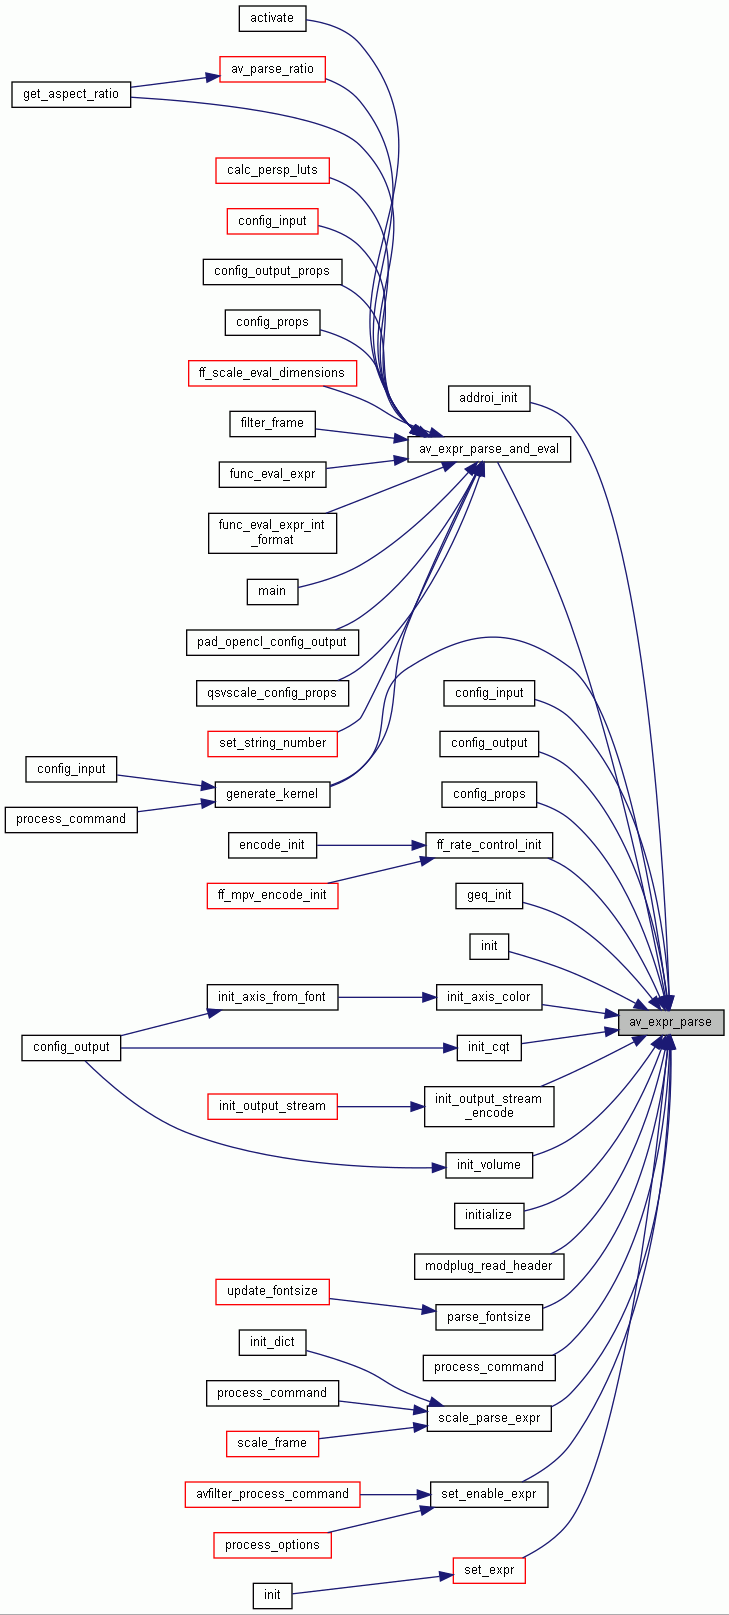 activate
av_parse_ratio
get_aspect_ratio
calc_persp_luts
config_input
config_output_props
config_props
ff_scale_eval_dimensions
addroi_init
filter_frame
av_expr_parse_and_eval
func_eval_expr
func_eval_expr_int
_format
main
pad_opencl_config_output
qsvscale_config_props
config_input
set_string_number
config_output
config_input
generate_kernel
config_props
process_command
encode_init
ff_rate_control_init
ff_mpv_encode_init
geq_init
init
init_axis_from_font
init_axis_color
av_expr_parse
config_output
init_cqt
init_output_stream
init_output_stream
_encode
init_volume
initialize
modplug_read_header
update_fontsize
parse_fontsize
init_dict
process_command
process_command
scale_parse_expr
scale_frame
avfilter_process_command
set_enable_expr
process_options
set_expr
init